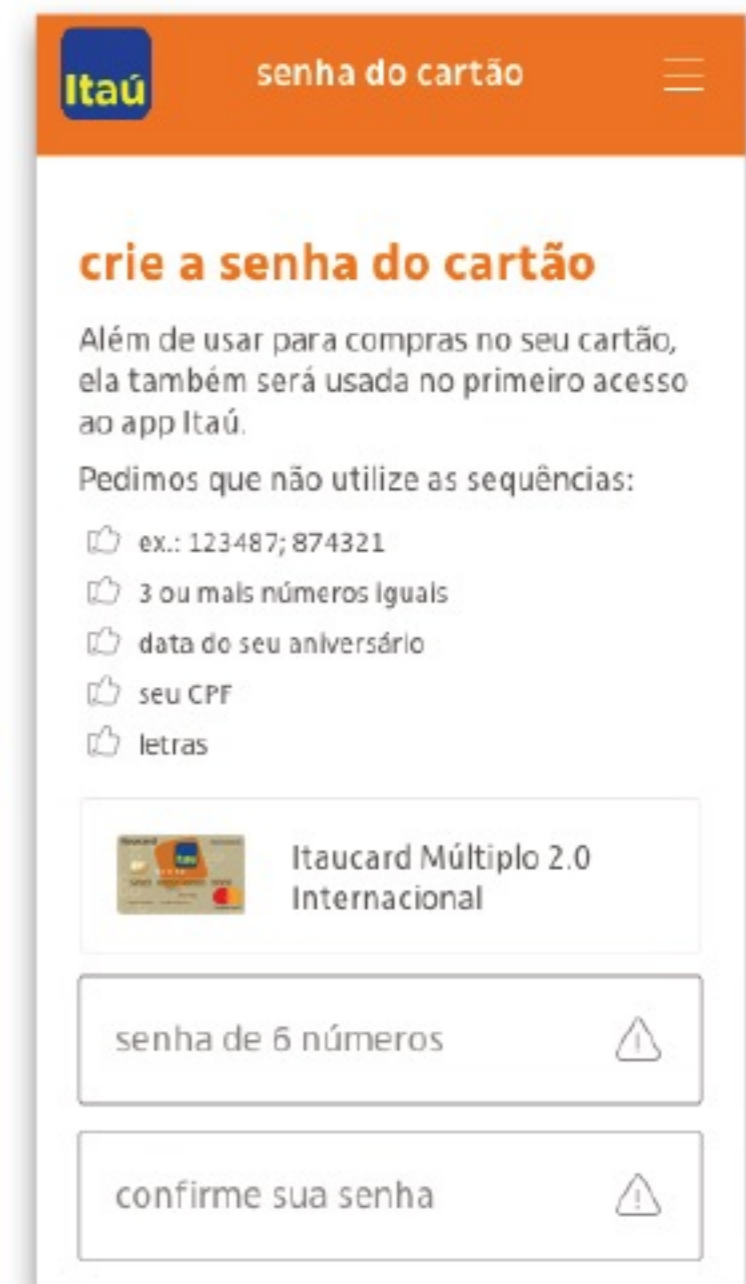 Itaú
senha do cartão
crie a senha do cartão
Além de usar para compras no seu cartão,
ela também será usada no primeiro acesso
ao app Itaú.
Pedimos que não utilize as sequências:
ex.: 123487; 874321
3 ou mais números iguais
data do seu aniversário
seu CPF
letras
Itaucard Múltiplo 2.0
Internacional
senha de 6 números
confirme sua senha